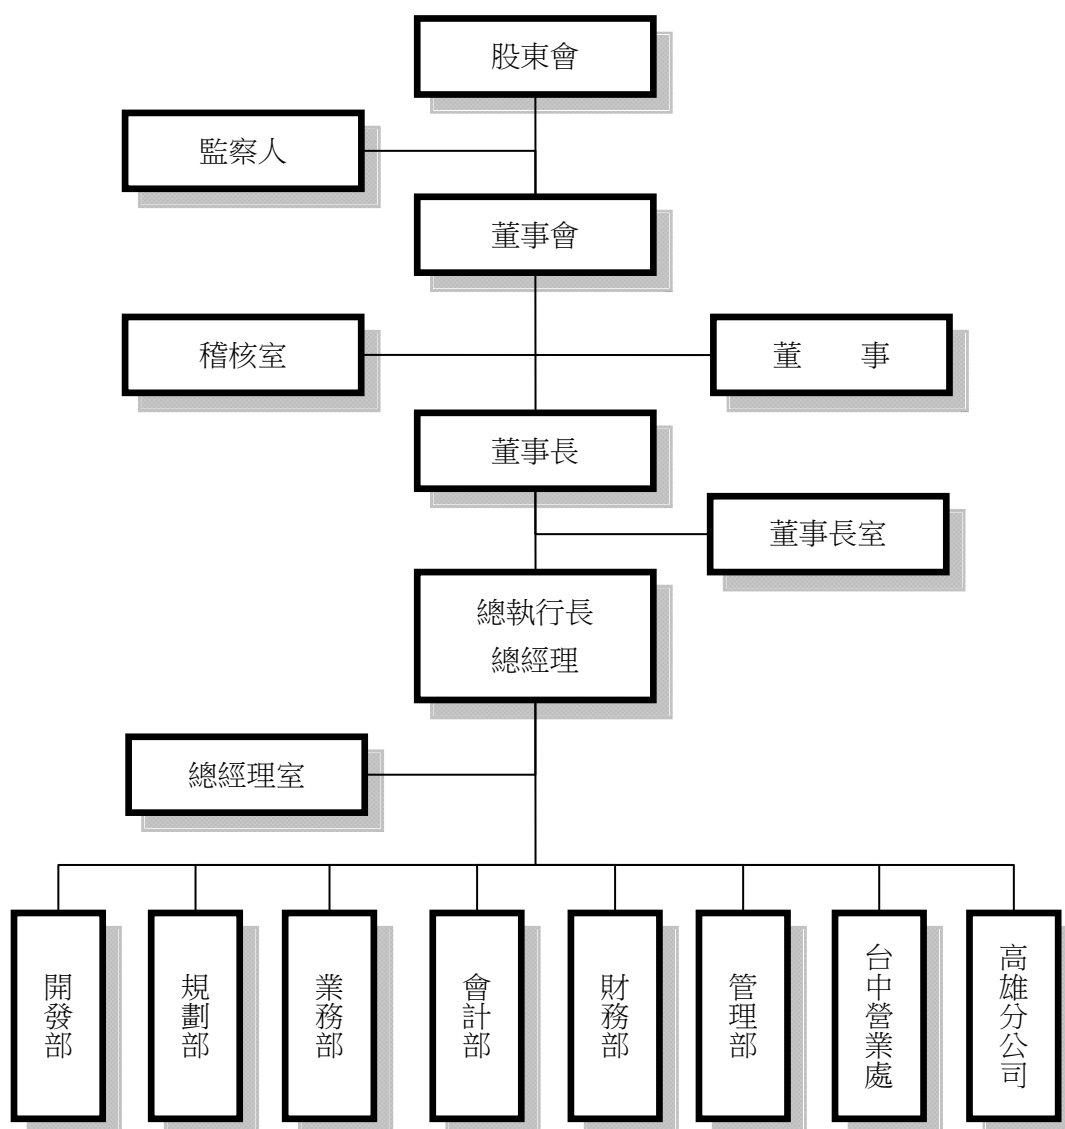 股東會
監察人
董事會
稽核室
董　　事
董事長
董事長室
總執行長
總經理
總經理室
開發部
規劃部
業務部
會計部
財務部
管理部
台中營業處
高雄分公司